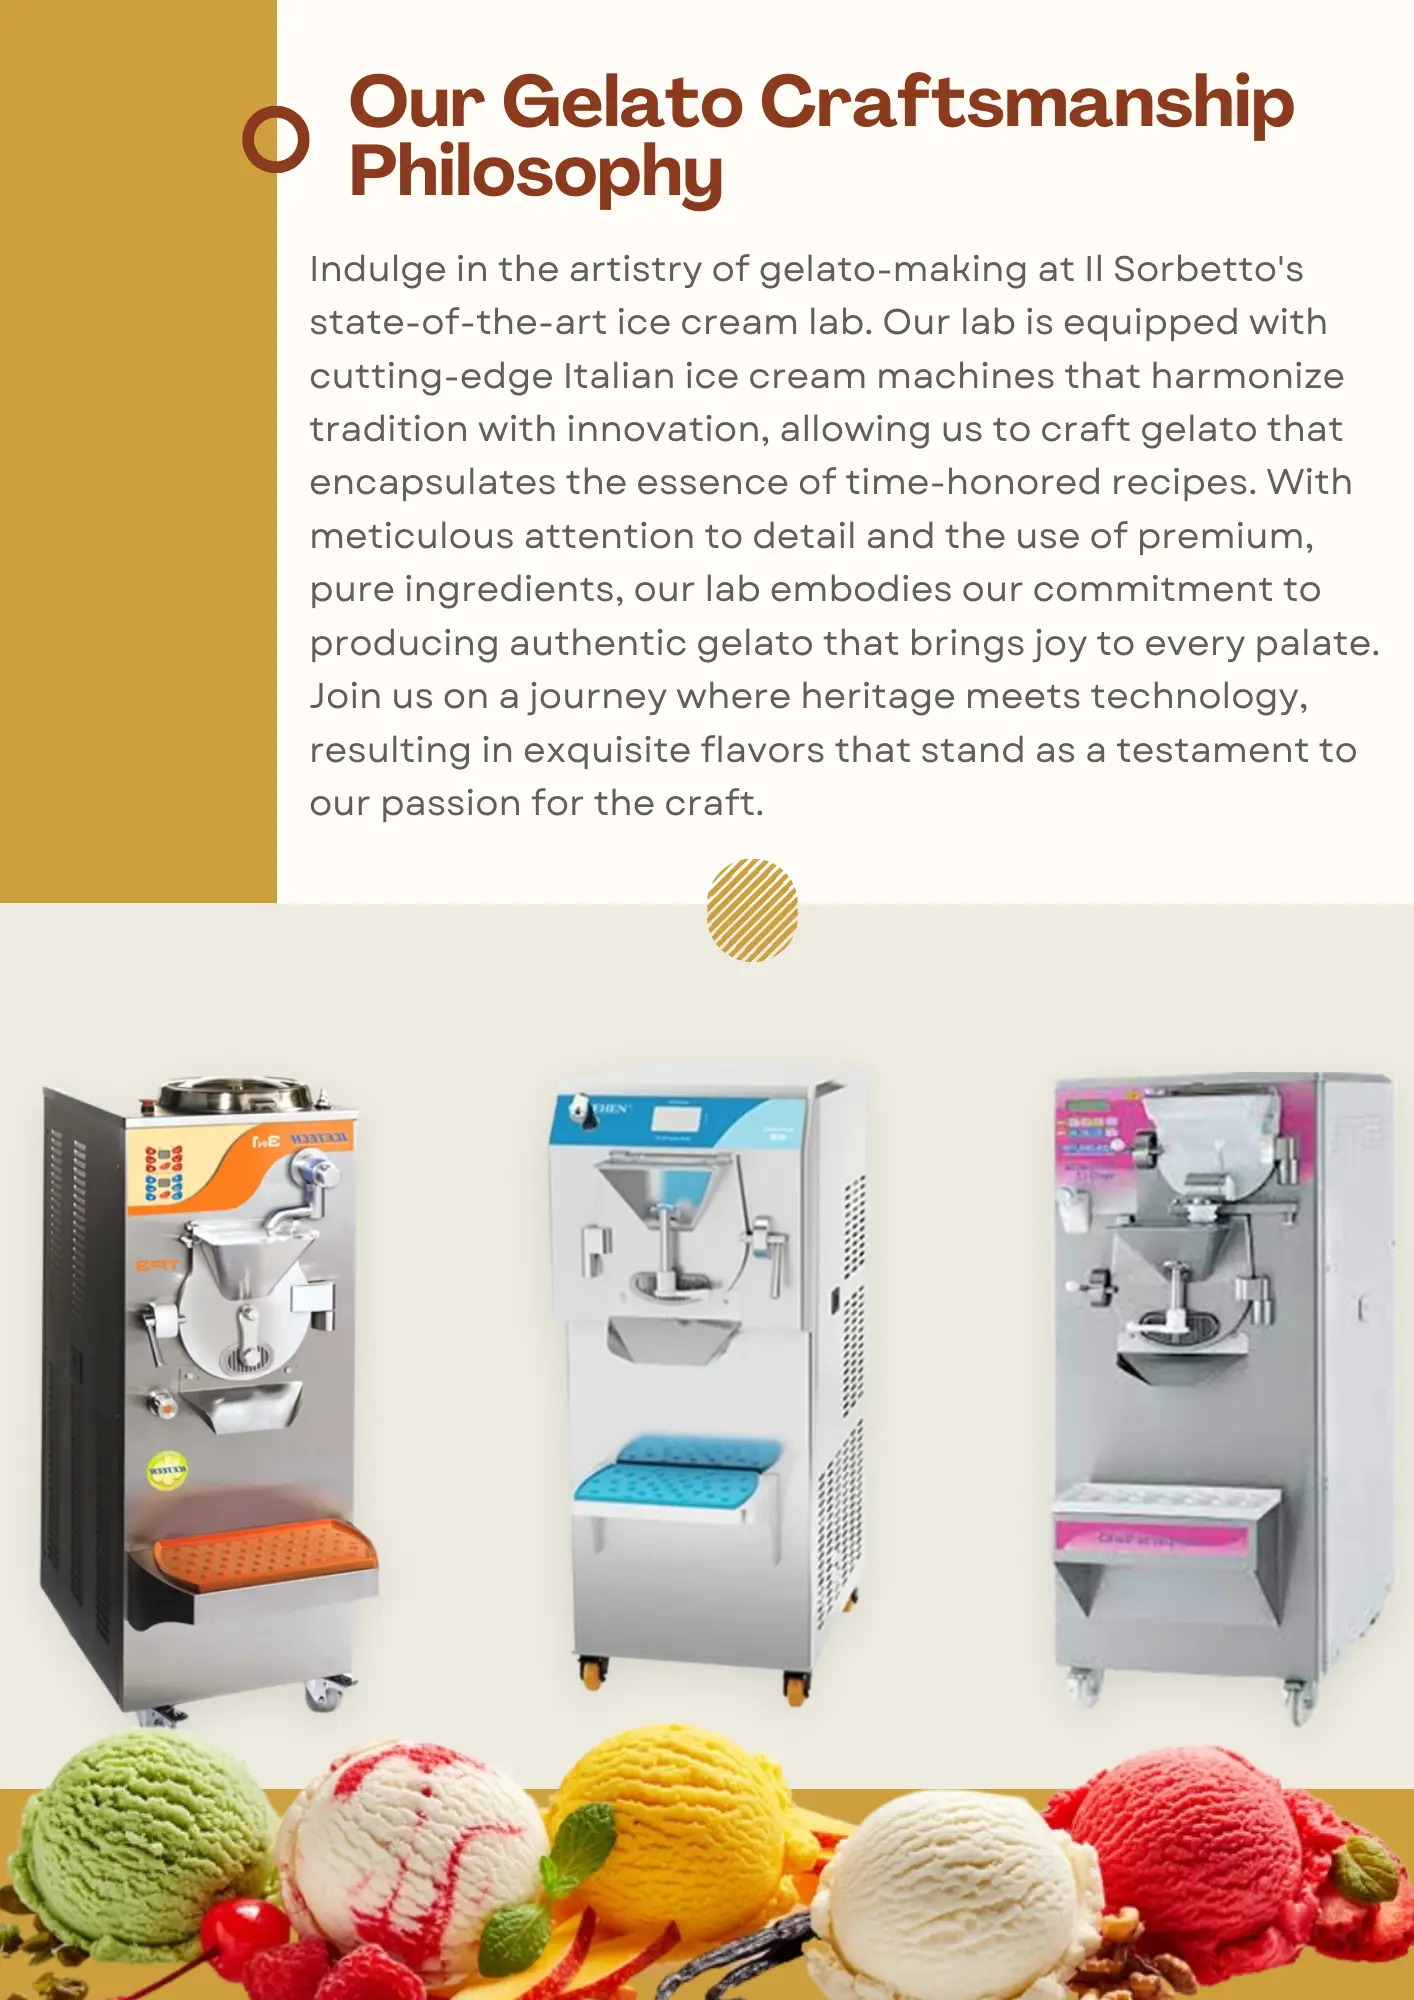 Our Gelato Craftsmanship
Philosophy
Indulge in the artistry of gelato-making at Il Sorbetto's
state-of-the-art ice cream lab. Our lab is equipped with
cutting-edge Italian ice cream machines that harmonize
tradition with innovation, allowing us to craft gelato that
encapsulates the essence of time-honored recipes. With
meticulous attention to detail and the use of premium,
pure ingredients, our lab embodies our commitment to
producing authentic gelato that brings joy to every palate.
Join us on a journey where heritage meets technology,
resulting in exquisite flavors that stand as a testament to
our passion for the craft.
3in1 ICETECH
TP3
ICETECH